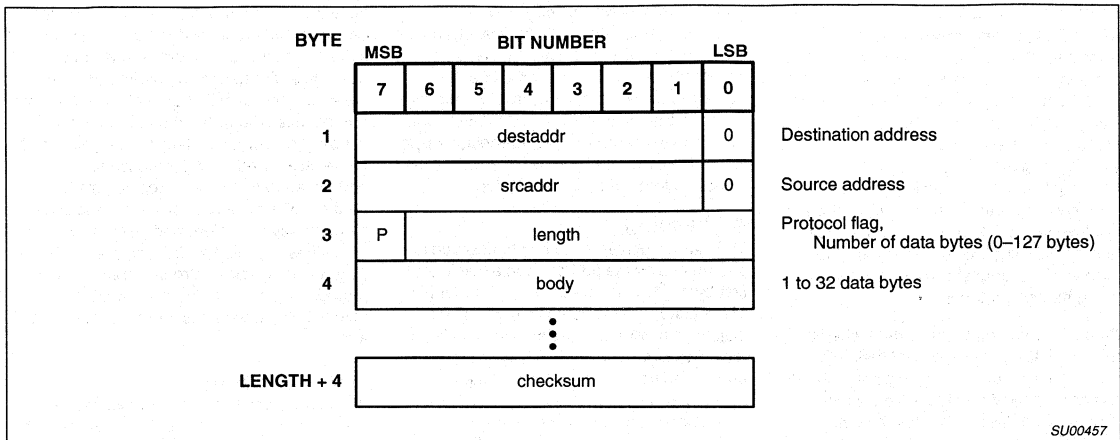 BYTE
BIT NUMBER
MSB
LSB
7 6 5 4 3 2 1 0
1 destaddr 0 Destination address
2 srcaddr 0 Source address
3 P length Protocol flag,
Number of data bytes (0–127 bytes)
4 body 1 to 32 data bytes
LENGTH + 4 checksum
SU00457